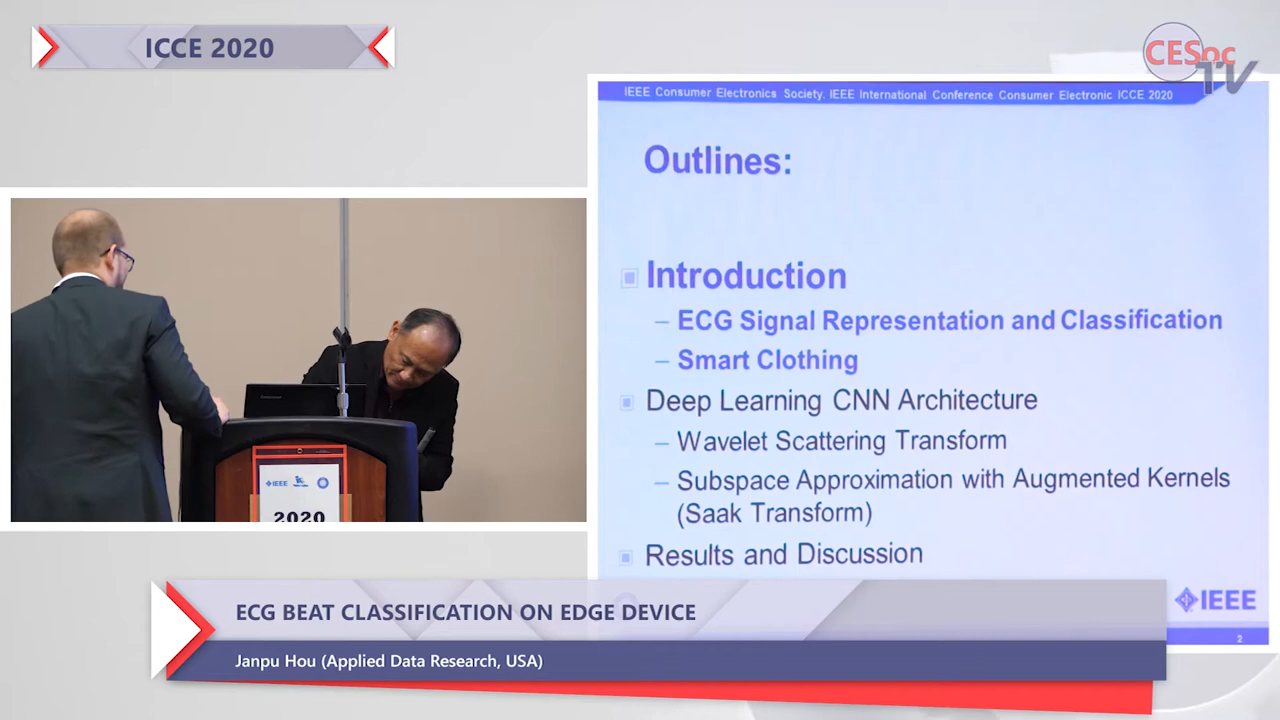 ICCE 2020
CESoc
TV
IEEE Consumer Electronics Society. IEEE International Conference Consumer Electronic ICCE 2020
Outlines:
Introduction
– ECG Signal Representation and Classification
– Smart Clothing
Deep Learning CNN Architecture
– Wavelet Scattering Transform
– Subspace Approximation with Augmented Kernels
(Saak Transform)
Results and Discussion
IEEE
2
IEEE
2020
ECG BEAT CLASSIFICATION ON EDGE DEVICE
Janpu Hou (Applied Data Research, USA)